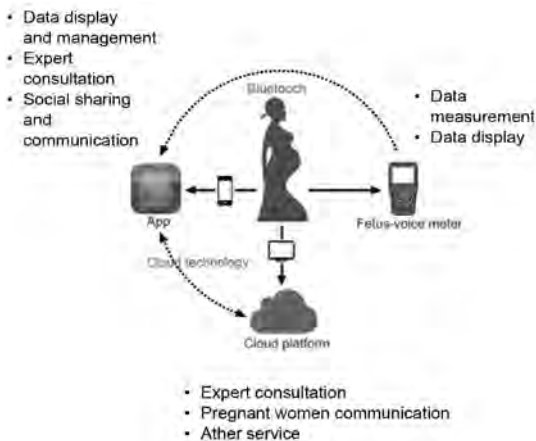 • Data display
and management
• Expert
consultation
• Social sharing
and
communication
Bluetooth
• Data
measurement
• Data display
App
Fetus-voice meter
Cloud technology
Cloud platform
• Expert consultation
• Pregnant women communication
• Ather service